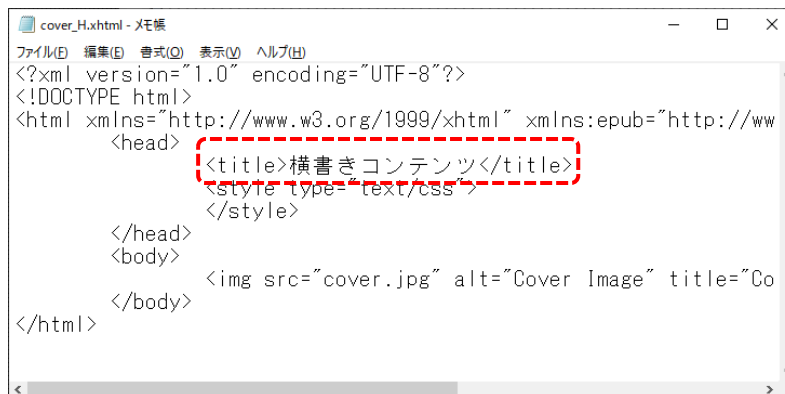 cover_H.xhtml - メモ帳
ファイル(F) 編集(E) 書式(O) 表示(V) ヘルプ(H)
<?xml version="1.0" encoding="UTF-8"?>
<!DOCTYPE html>
<html xmlns="http://www.w3.org/1999/xhtml" xmlns:epub="http://ww
<head>
<title>横書きコンテンツ</title>
<style type="text/css">
</style>
</head>
<body>
<img src="cover.jpg" alt="Cover Image" title="Co
</body>
</html>